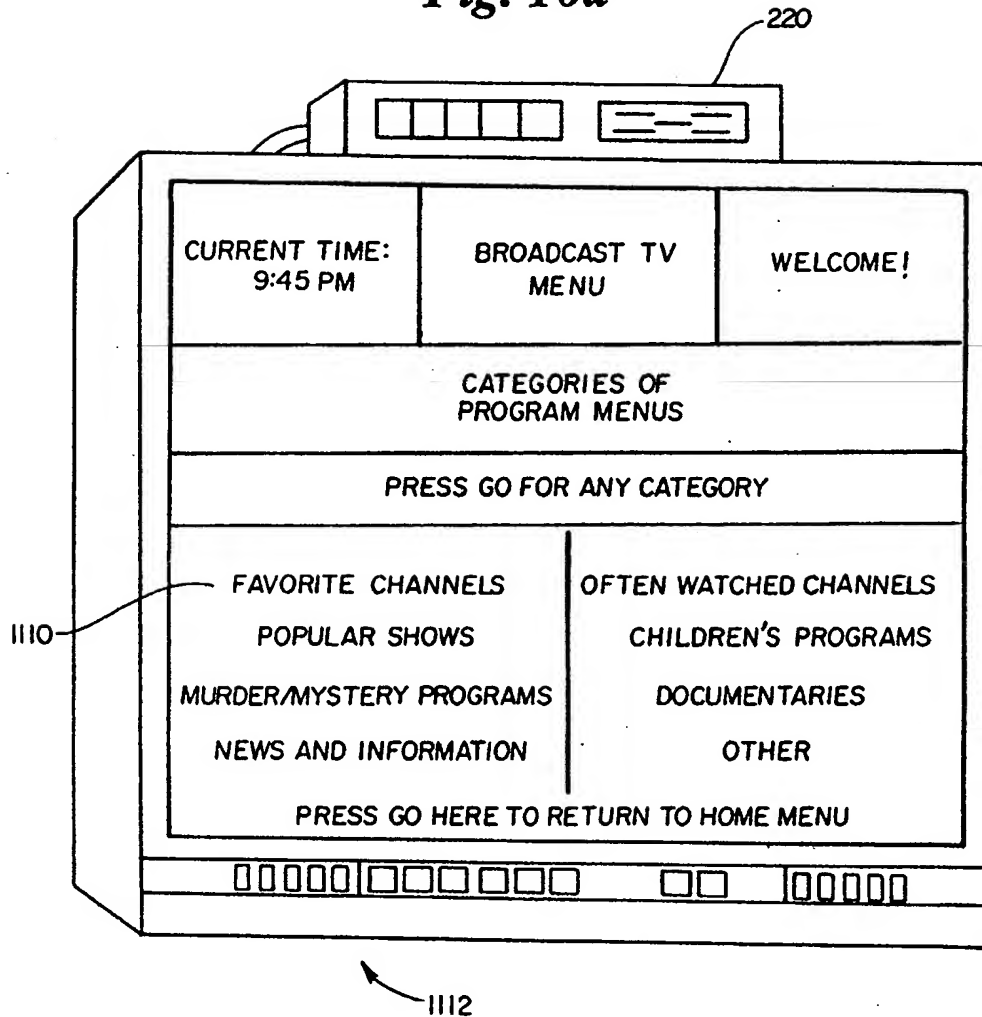 Fig. 16a
220
CURRENT TIME:
9:45 PM
BROADCAST TV
MENU
WELCOME!
CATEGORIES OF
PROGRAM MENUS
PRESS GO FOR ANY CATEGORY
FAVORITE CHANNELS
OFTEN WATCHED CHANNELS
1110
POPULAR SHOWS
CHILDREN'S PROGRAMS
MURDER/MYSTERY PROGRAMS
DOCUMENTARIES
NEWS AND INFORMATION
OTHER
PRESS GO HERE TO RETURN TO HOME MENU
1112